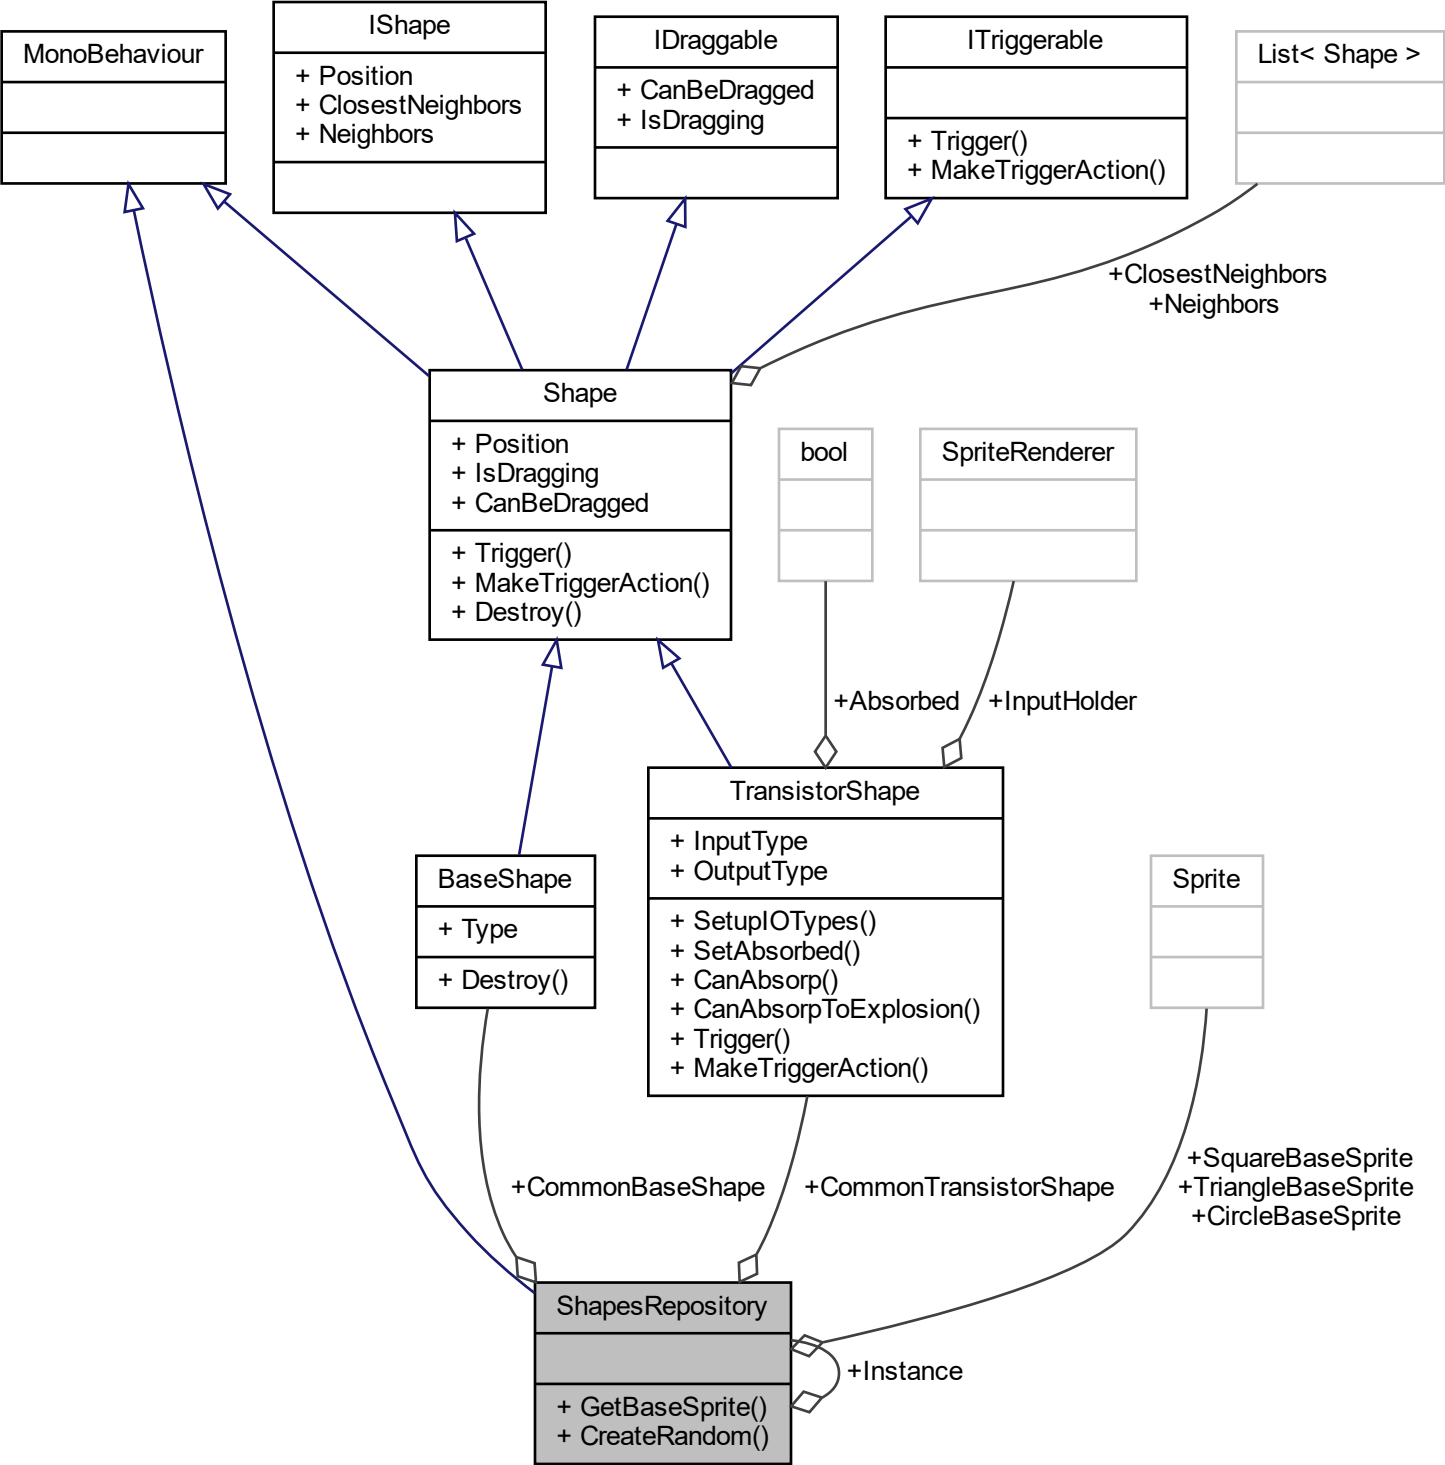 MonoBehaviour
IShape
+ Position
+ ClosestNeighbors
+ Neighbors
IDraggable
+ CanBeDragged
+ IsDragging
ITriggerable
+ Trigger()
+ MakeTriggerAction()
List< Shape >
+ClosestNeighbors
+Neighbors
Shape
+ Position
+ IsDragging
+ CanBeDragged
+ Trigger()
+ MakeTriggerAction()
+ Destroy()
bool
SpriteRenderer
+Absorbed
+InputHolder
TransistorShape
+ InputType
+ OutputType
+ SetupIOTypes()
+ SetAbsorbed()
+ CanAbsorp()
+ CanAbsorpToExplosion()
+ Trigger()
+ MakeTriggerAction()
BaseShape
+ Type
+ Destroy()
Sprite
+CommonBaseShape
+CommonTransistorShape
+SquareBaseSprite
+TriangleBaseSprite
+CircleBaseSprite
ShapesRepository
+ GetBaseSprite()
+ CreateRandom()
+Instance